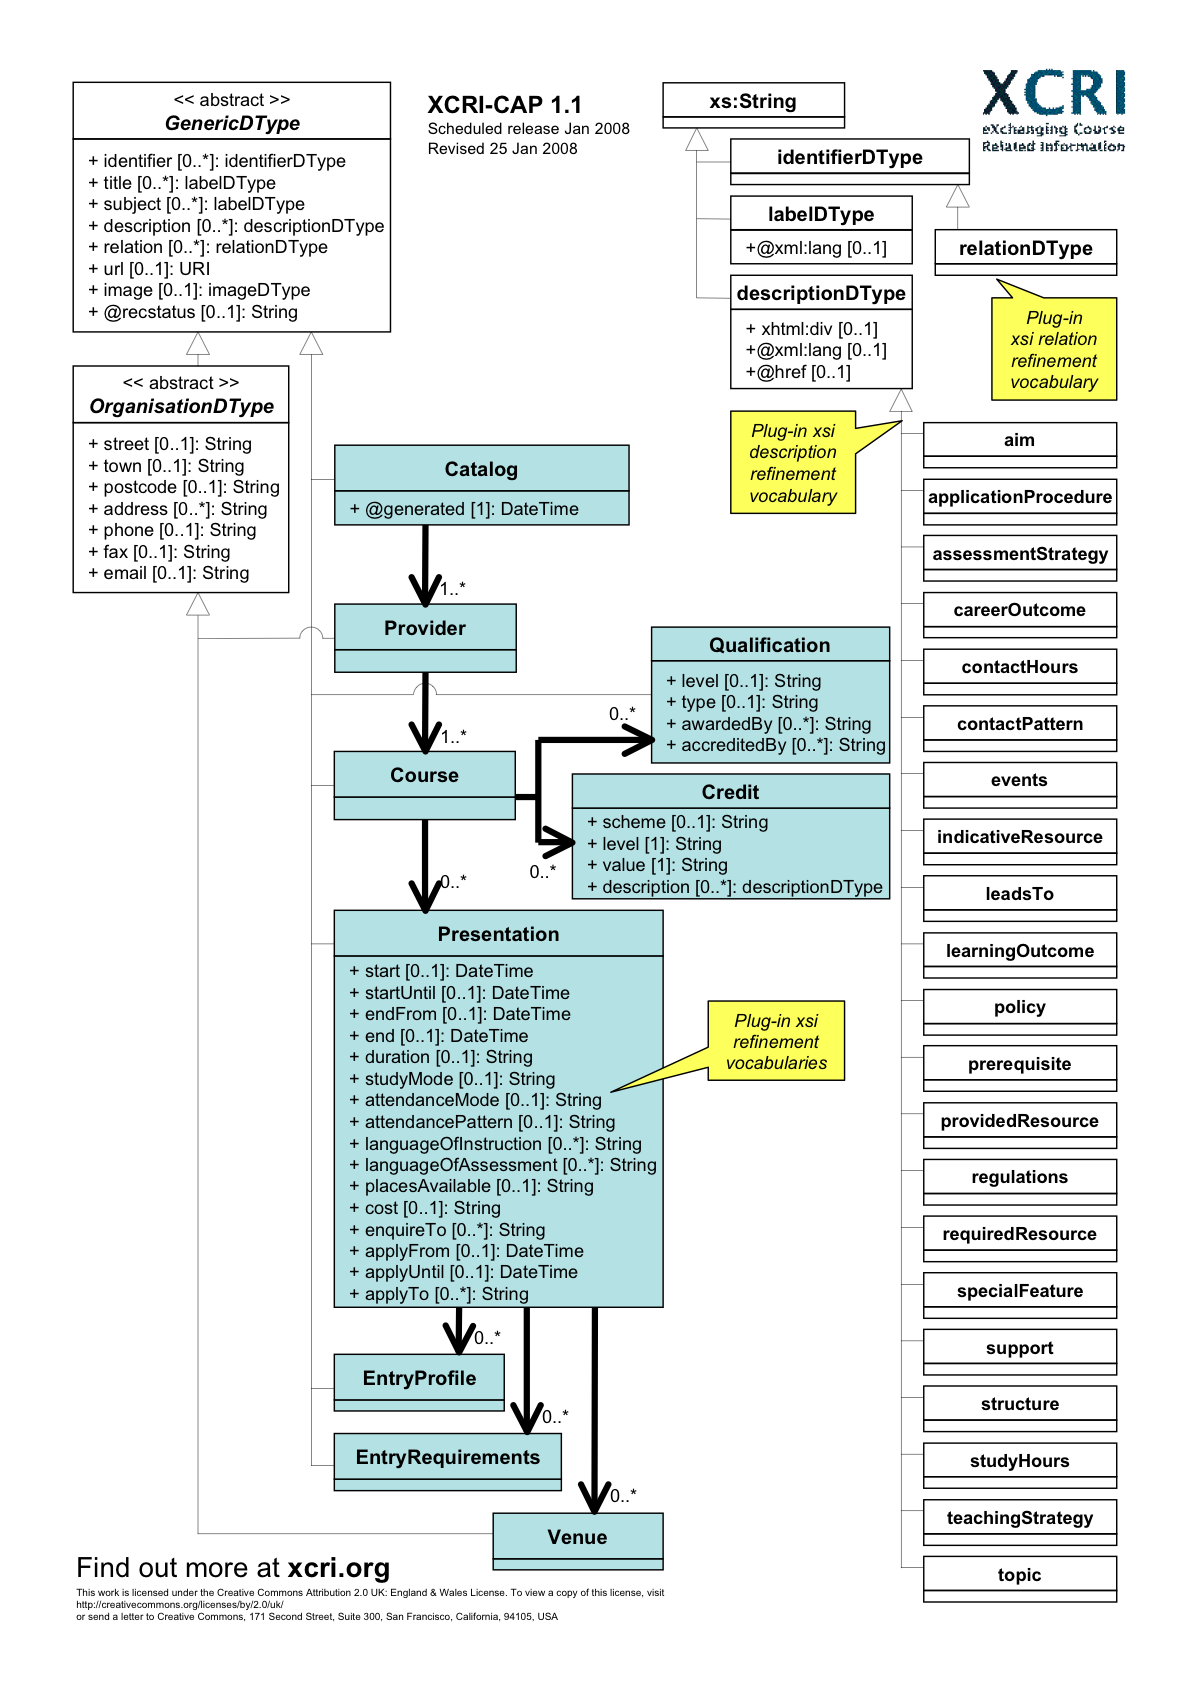 << abstract >>
GenericDType
+ identifier [0..*]: identifierDType
+ title [0..*]: labelDType
+ subject [0..*]: labelDType
+ description [0..*]: descriptionDType
+ relation [0..*]: relationDType
+ url [0..1]: URI
+ image [0..1]: imageDType
+ @recstatus [0..1]: String
<< abstract >>
OrganisationDType
+ street [0..1]: String
+ town [0..1]: String
+ postcode [0..1]: String
+ address [0..*]: String
+ phone [0..1]: String
+ fax [0..1]: String
+ email [0..1]: String
XCRI-CAP 1.1
Scheduled release Jan 2008
Revised 25 Jan 2008
xs:String
identifierDType
labelDType
+@xml:lang [0..1]
descriptionDType
+ xhtml:div [0..1]
+@xml:lang [0..1]
+@href [0..1]
XCRI
eXchanging Course
Related Information
relationDType
Plug-in
xsi relation
refinement
vocabulary
Plug-in xsi
description
refinement
vocabulary
Catalog
+ @generated [1]: DateTime
1..*
Provider
1..*
Course
0..*
Qualification
+ level [0..1]: String
+ type [0..1]: String
+ awardedBy [0..*]: String
+ accreditedBy [0..*]: String
0..*
Credit
+ scheme [0..1]: String
+ level [1]: String
+ value [1]: String
+ description [0..*]: descriptionDType
0..*
Presentation
+ start [0..1]: DateTime
+ startUntil [0..1]: DateTime
+ endFrom [0..1]: DateTime
+ end [0..1]: DateTime
+ duration [0..1]: String
+ studyMode [0..1]: String
+ attendanceMode [0..1]: String
+ attendancePattern [0..1]: String
+ languageOfInstruction [0..*]: String
+ languageOfAssessment [0..*]: String
+ placesAvailable [0..1]: String
+ cost [0..1]: String
+ enquireTo [0..*]: String
+ applyFrom [0..1]: DateTime
+ applyUntil [0..1]: DateTime
+ applyTo [0..*]: String
Plug-in xsi
refinement
vocabularies
0..*
EntryProfile
0..*
EntryRequirements
0..*
Venue
aim
applicationProcedure
assessmentStrategy
careerOutcome
contactHours
contactPattern
events
indicativeResource
leadsTo
learningOutcome
policy
prerequisite
providedResource
regulations
requiredResource
specialFeature
support
structure
studyHours
teachingStrategy
topic
Find out more at xcri.org
This work is licensed under the Creative Commons Attribution 2.0 UK: England & Wales License. To view a copy of this license, visit
http://creativecommons.org/licenses/by/2.0/uk/
or send a letter to Creative Commons, 171 Second Street, Suite 300, San Francisco, California, 94105, USA